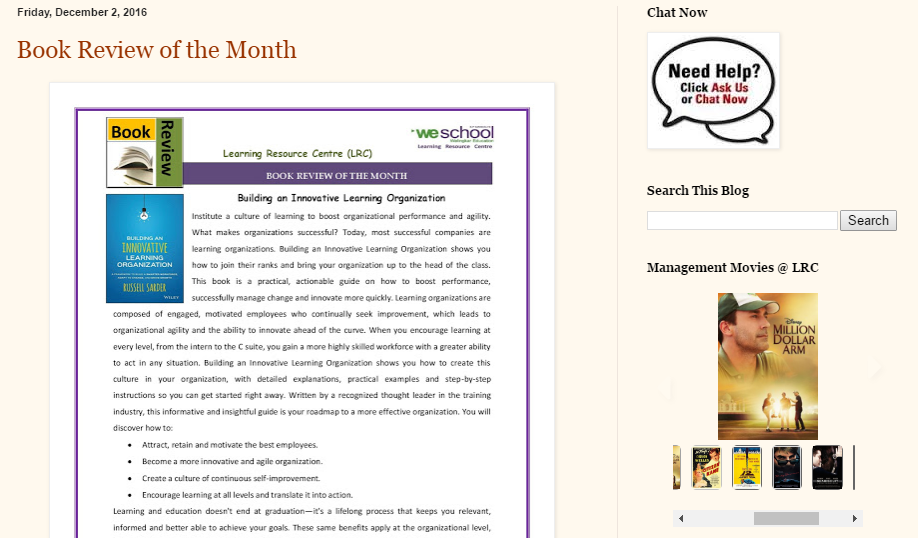 Friday, December 2, 2016
Book Review of the Month
Book
Review
weschool
Learning Resource Centre
Learning Resource Centre (LRC)
BOOK REVIEW OF THE MONTH
Building an Innovative Learning Organization
BUILDING AN
INNOVATIVE
LEARNING
ORGANIZATION
RUSSELL SARDER
WILEY
Institute a culture of learning to boost organizational performance and agility.
What makes organizations successful? Today, most successful companies are
learning organizations. Building an Innovative Learning Organization shows you
how to join their ranks and bring your organization up to the head of the class.
This book is a practical, actionable guide on how to boost performance,
successfully manage change and innovate more quickly. Learning organizations are
composed of engaged, motivated employees who continually seek improvement, which leads to
organizational agility and the ability to innovate ahead of the curve. When you encourage learning at
every level, from the intern to the C suite, you gain a more highly skilled workforce with a greater ability
to act in any situation. Building an Innovative Learning Organization shows you how to create this
culture in your organization, with detailed explanations, practical examples and step-by-step
instructions so you can get started right away. Written by a recognized thought leader in the training
industry, this informative and insightful guide is your roadmap to a more effective organization. You will
discover how to:
• Attract, retain and motivate the best employees.
• Become a more innovative and agile organization.
• Create a culture of continuous self-improvement.
• Encourage learning at all levels and translate it into action.
Learning and education doesn't end at graduation—it's a lifelong process that keeps you relevant,
informed and better able to achieve your goals. These same benefits apply at the organizational level,
Chat Now
Need Help?
Click Ask Us
or Chat Now
Search This Blog
Search
Management Movies @ LRC
Disney
MILLION
DOLLAR
ARM